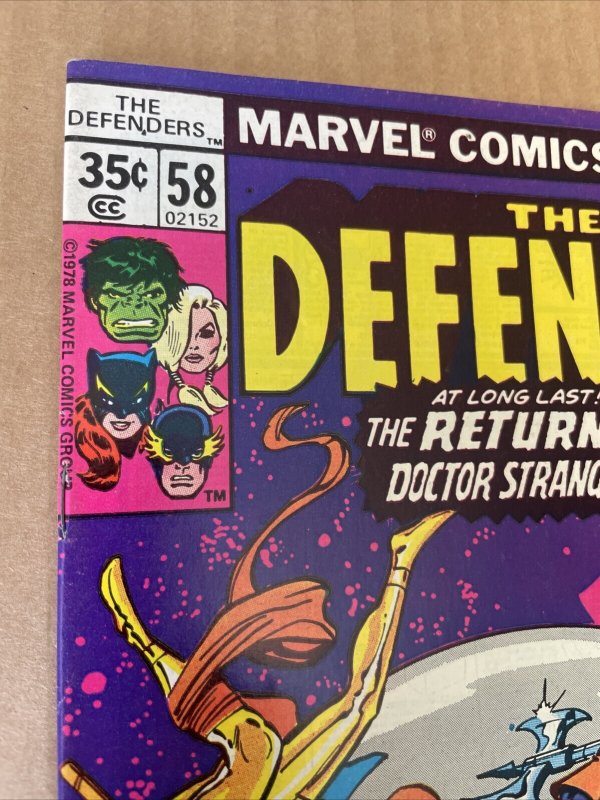 THE
DEFENDERS™
35¢
CC
58
02152
MARVEL® COMICS
THE
DEFEN
AT LONG LAST!
THE RETURN
DOCTOR STRANG
©1978 MARVEL COMICS GROUP
TM